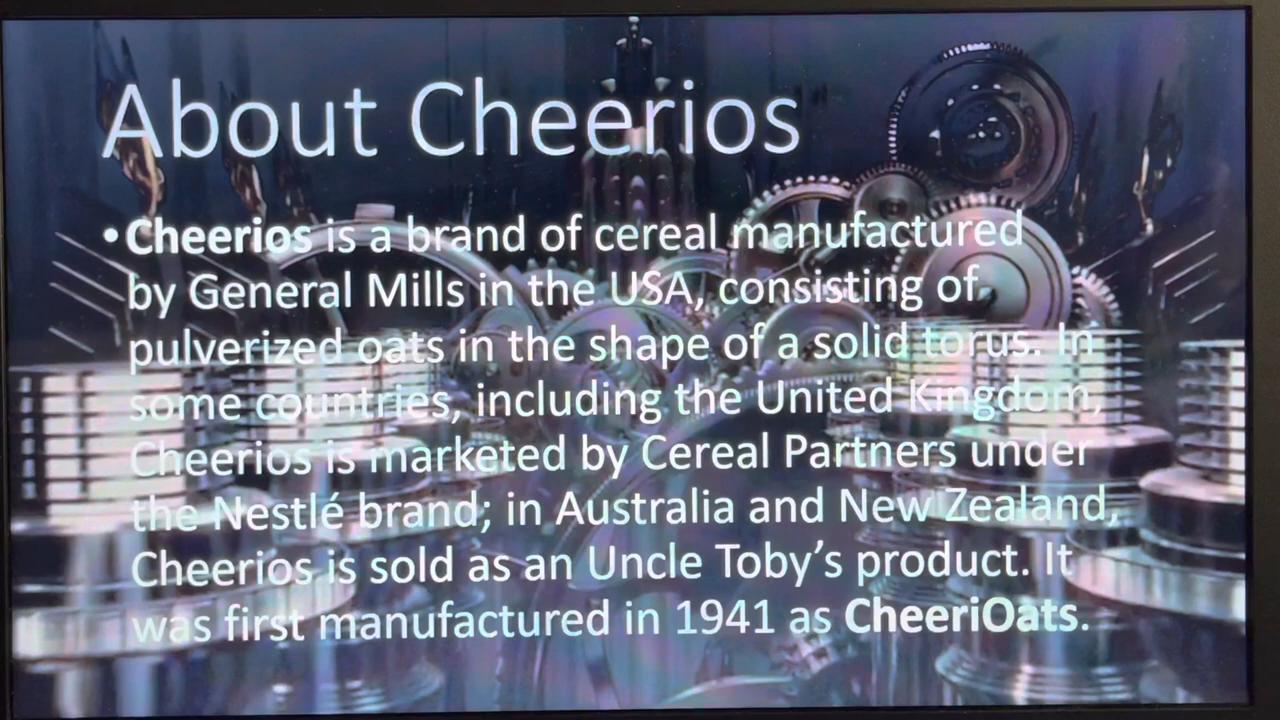 About Cheerios
•Cheerios is a brand of cereal manufactured
by General Mills in the USA, consisting of
pulverized oats in the shape of a solid torus. In
some countries, including the United Kingdom,
Cheerios is marketed by Cereal Partners under
the Nestlé brand; in Australia and New Zealand,
Cheerios is sold as an Uncle Toby’s product. It
was first manufactured in 1941 as CheeriOats.